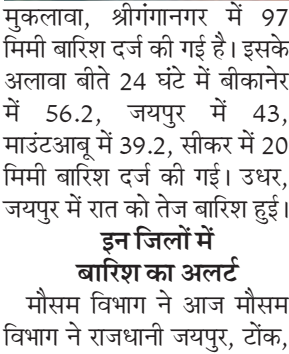 मुकलावा, श्रीगंगानगर में 97
मिमी बारिश दर्ज की गई है। इसके
अलावा बीते 24 घंटे में बीकानेर
में 56.2, जयपुर में 43,
माउंटआबू में 39.2, सीकर में 20
मिमी बारिश दर्ज की गई। उधर,
जयपुर में रात को तेज बारिश हुई।
इन जिलों में
बारिश का अलर्ट
मौसम विभाग ने आज मौसम
विभाग ने राजधानी जयपुर, टोंक,